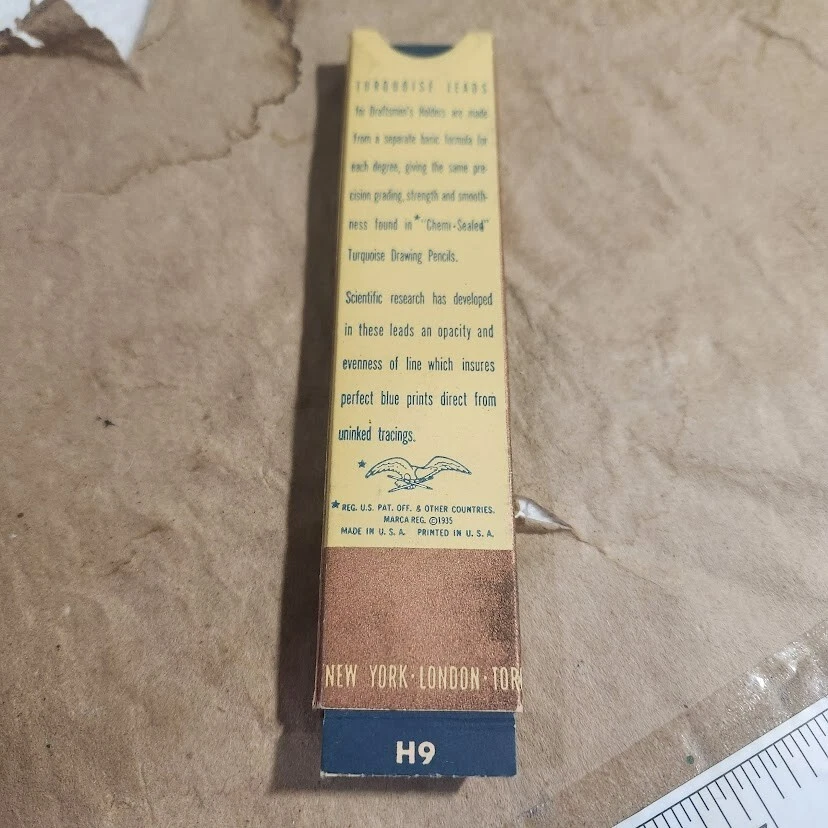 TURQUOISE LEADS
for Draftsmen's Holders are made
from a separate basic formula for
each degree, giving the same pre-
cision grading, strength and smooth-
ness found in *"Chemi-Sealed"
Turquoise Drawing Pencils.
Scientific research has developed
in these leads an opacity and
evenness of line which insures
perfect blue prints direct from
uninked tracings.
★
★ REG. U.S. PAT. OFF. & OTHER COUNTRIES.
MARCA REG. ©1935
MADE IN U. S. A. PRINTED IN U. S. A.
NEW YORK · LONDON · TOR
6H